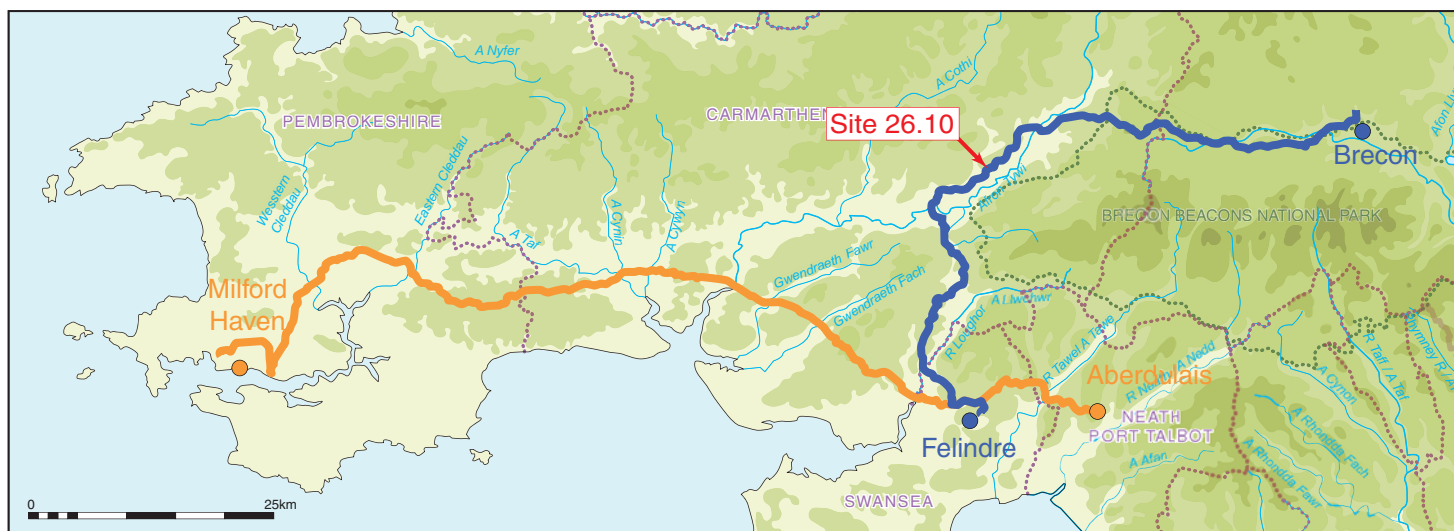 A Nyfer
PEMBROKESHIRE
CARMARTHEN
A Cothi
Site 26.10
Brecon
Western
Cleddau
Eastern Cleddau
A Taf
A Cynin
A Cywyn
Afon Tywi
BRECON BEACONS NATIONAL PARK
Gwendraeth Fawr
Gwendraeth Fach
Milford
Haven
A Llwchwr
R Loughor
R Tawel A Tawe
R Neath / A Nedd
Aberdulais
NEATH
PORT TALBOT
R Taff / A Taf
A Cynon
A Rhondda Fach
A Rhondda Fawr
A Afan
Felindre
SWANSEA
0
25km